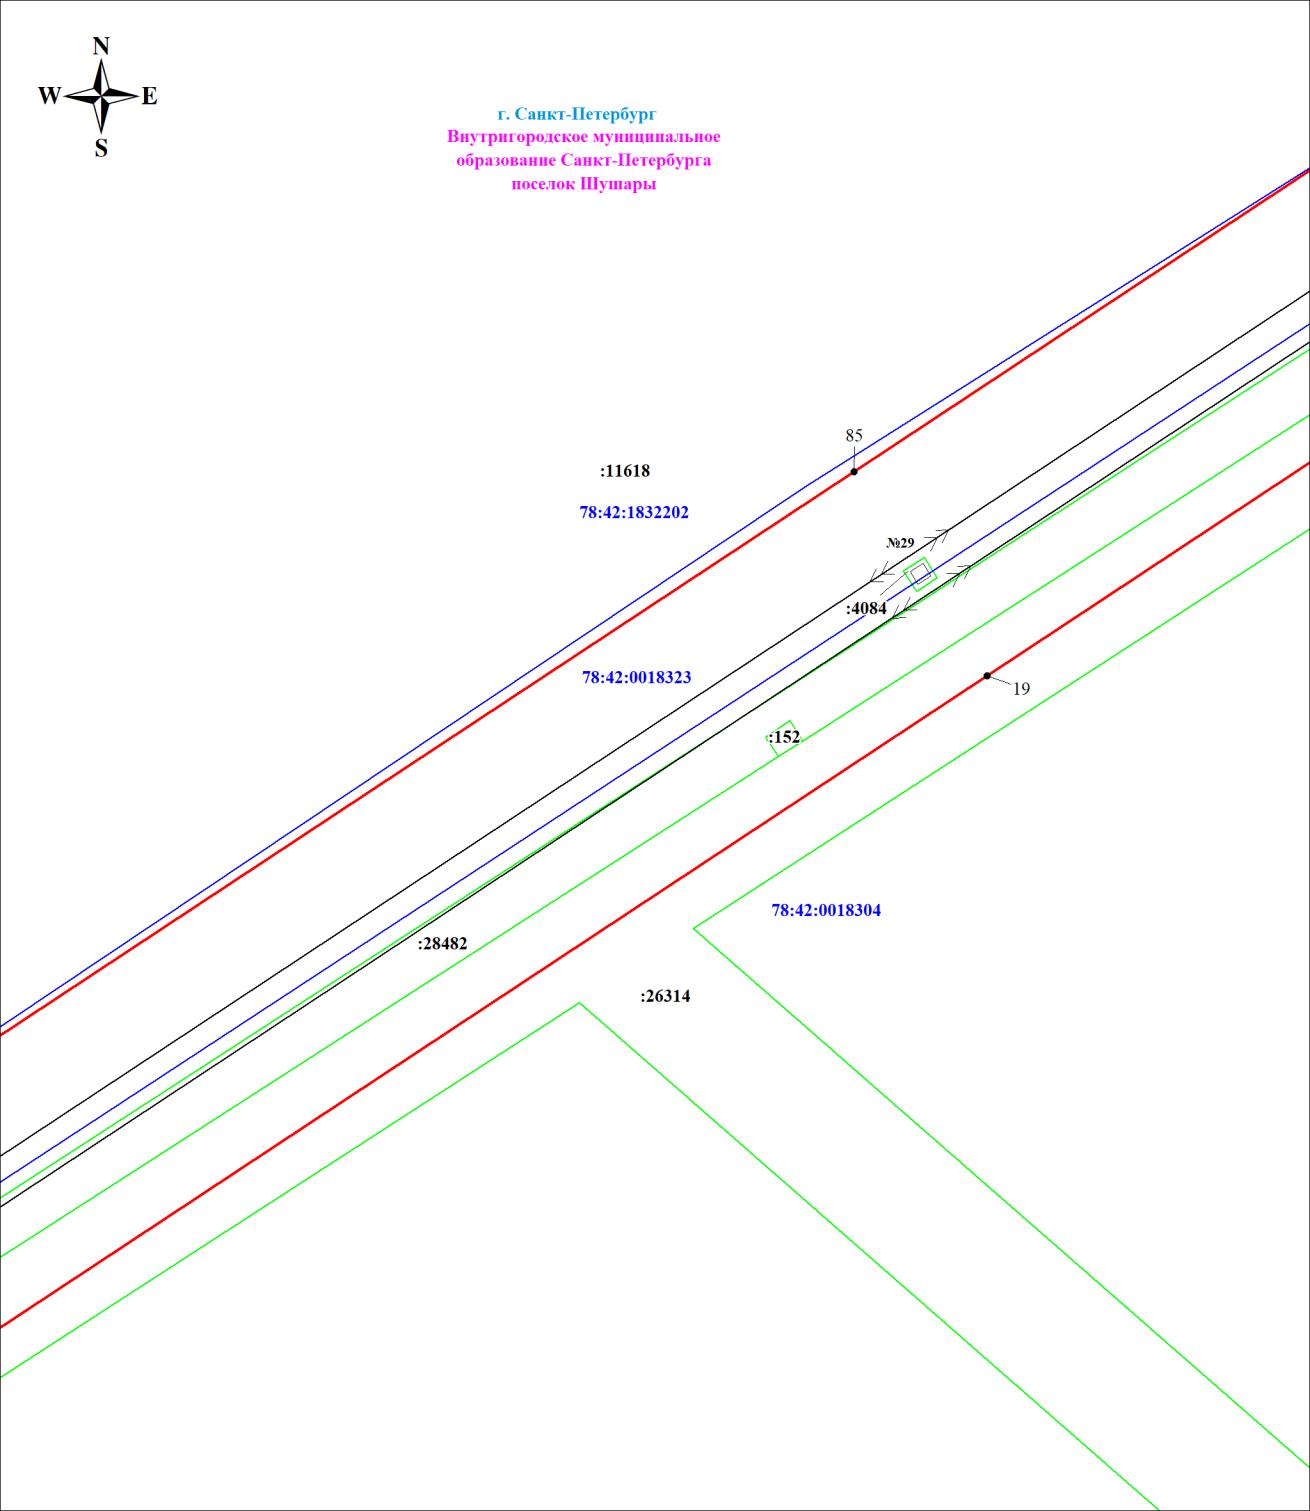 N
W E
S
г. Санкт-Петербург
Внутригородское муниципальное
образование Санкт-Петербурга
поселок Шушары
85
:11618
78:42:1832202
№29
:4084
78:42:0018323
19
:152
78:42:0018304
:28482
:26314